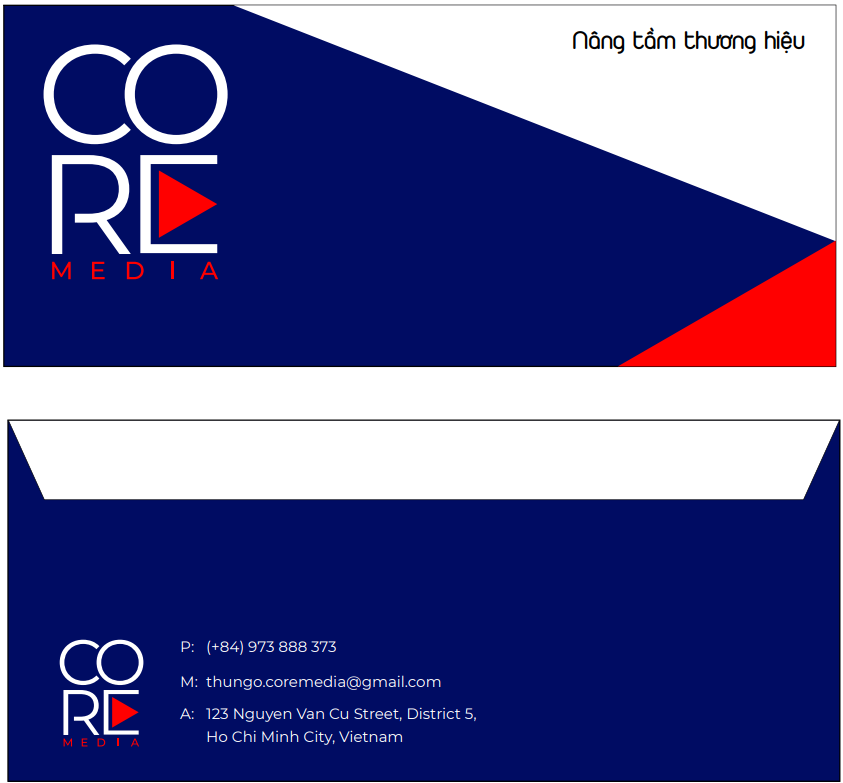 CO
RE
MEDIA
Nâng tầm thương hiệu
CO
RE
MEDIA
P: (+84) 973 888 373
M: thungo.coremedia@gmail.com
A: 123 Nguyen Van Cu Street, District 5,
Ho Chi Minh City, Vietnam